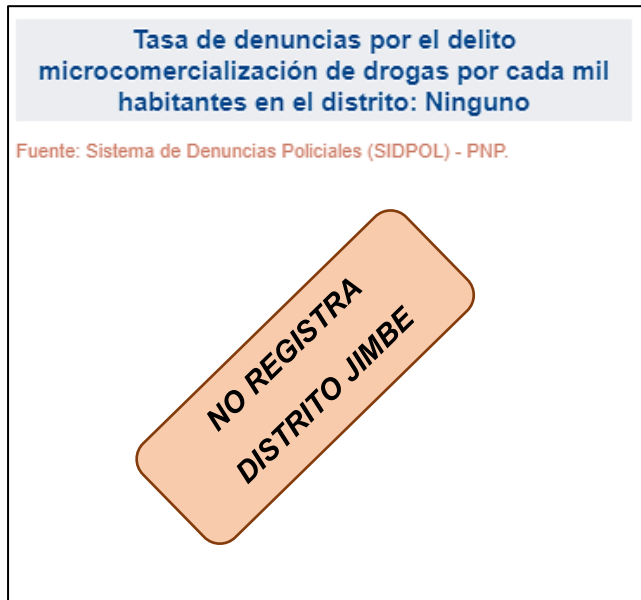 Tasa de denuncias por el delito
microcomercialización de drogas por cada mil
habitantes en el distrito: Ninguno
Fuente: Sistema de Denuncias Policiales (SIDPOL) - PNP.
NO REGISTRA
DISTRITO JIMBE